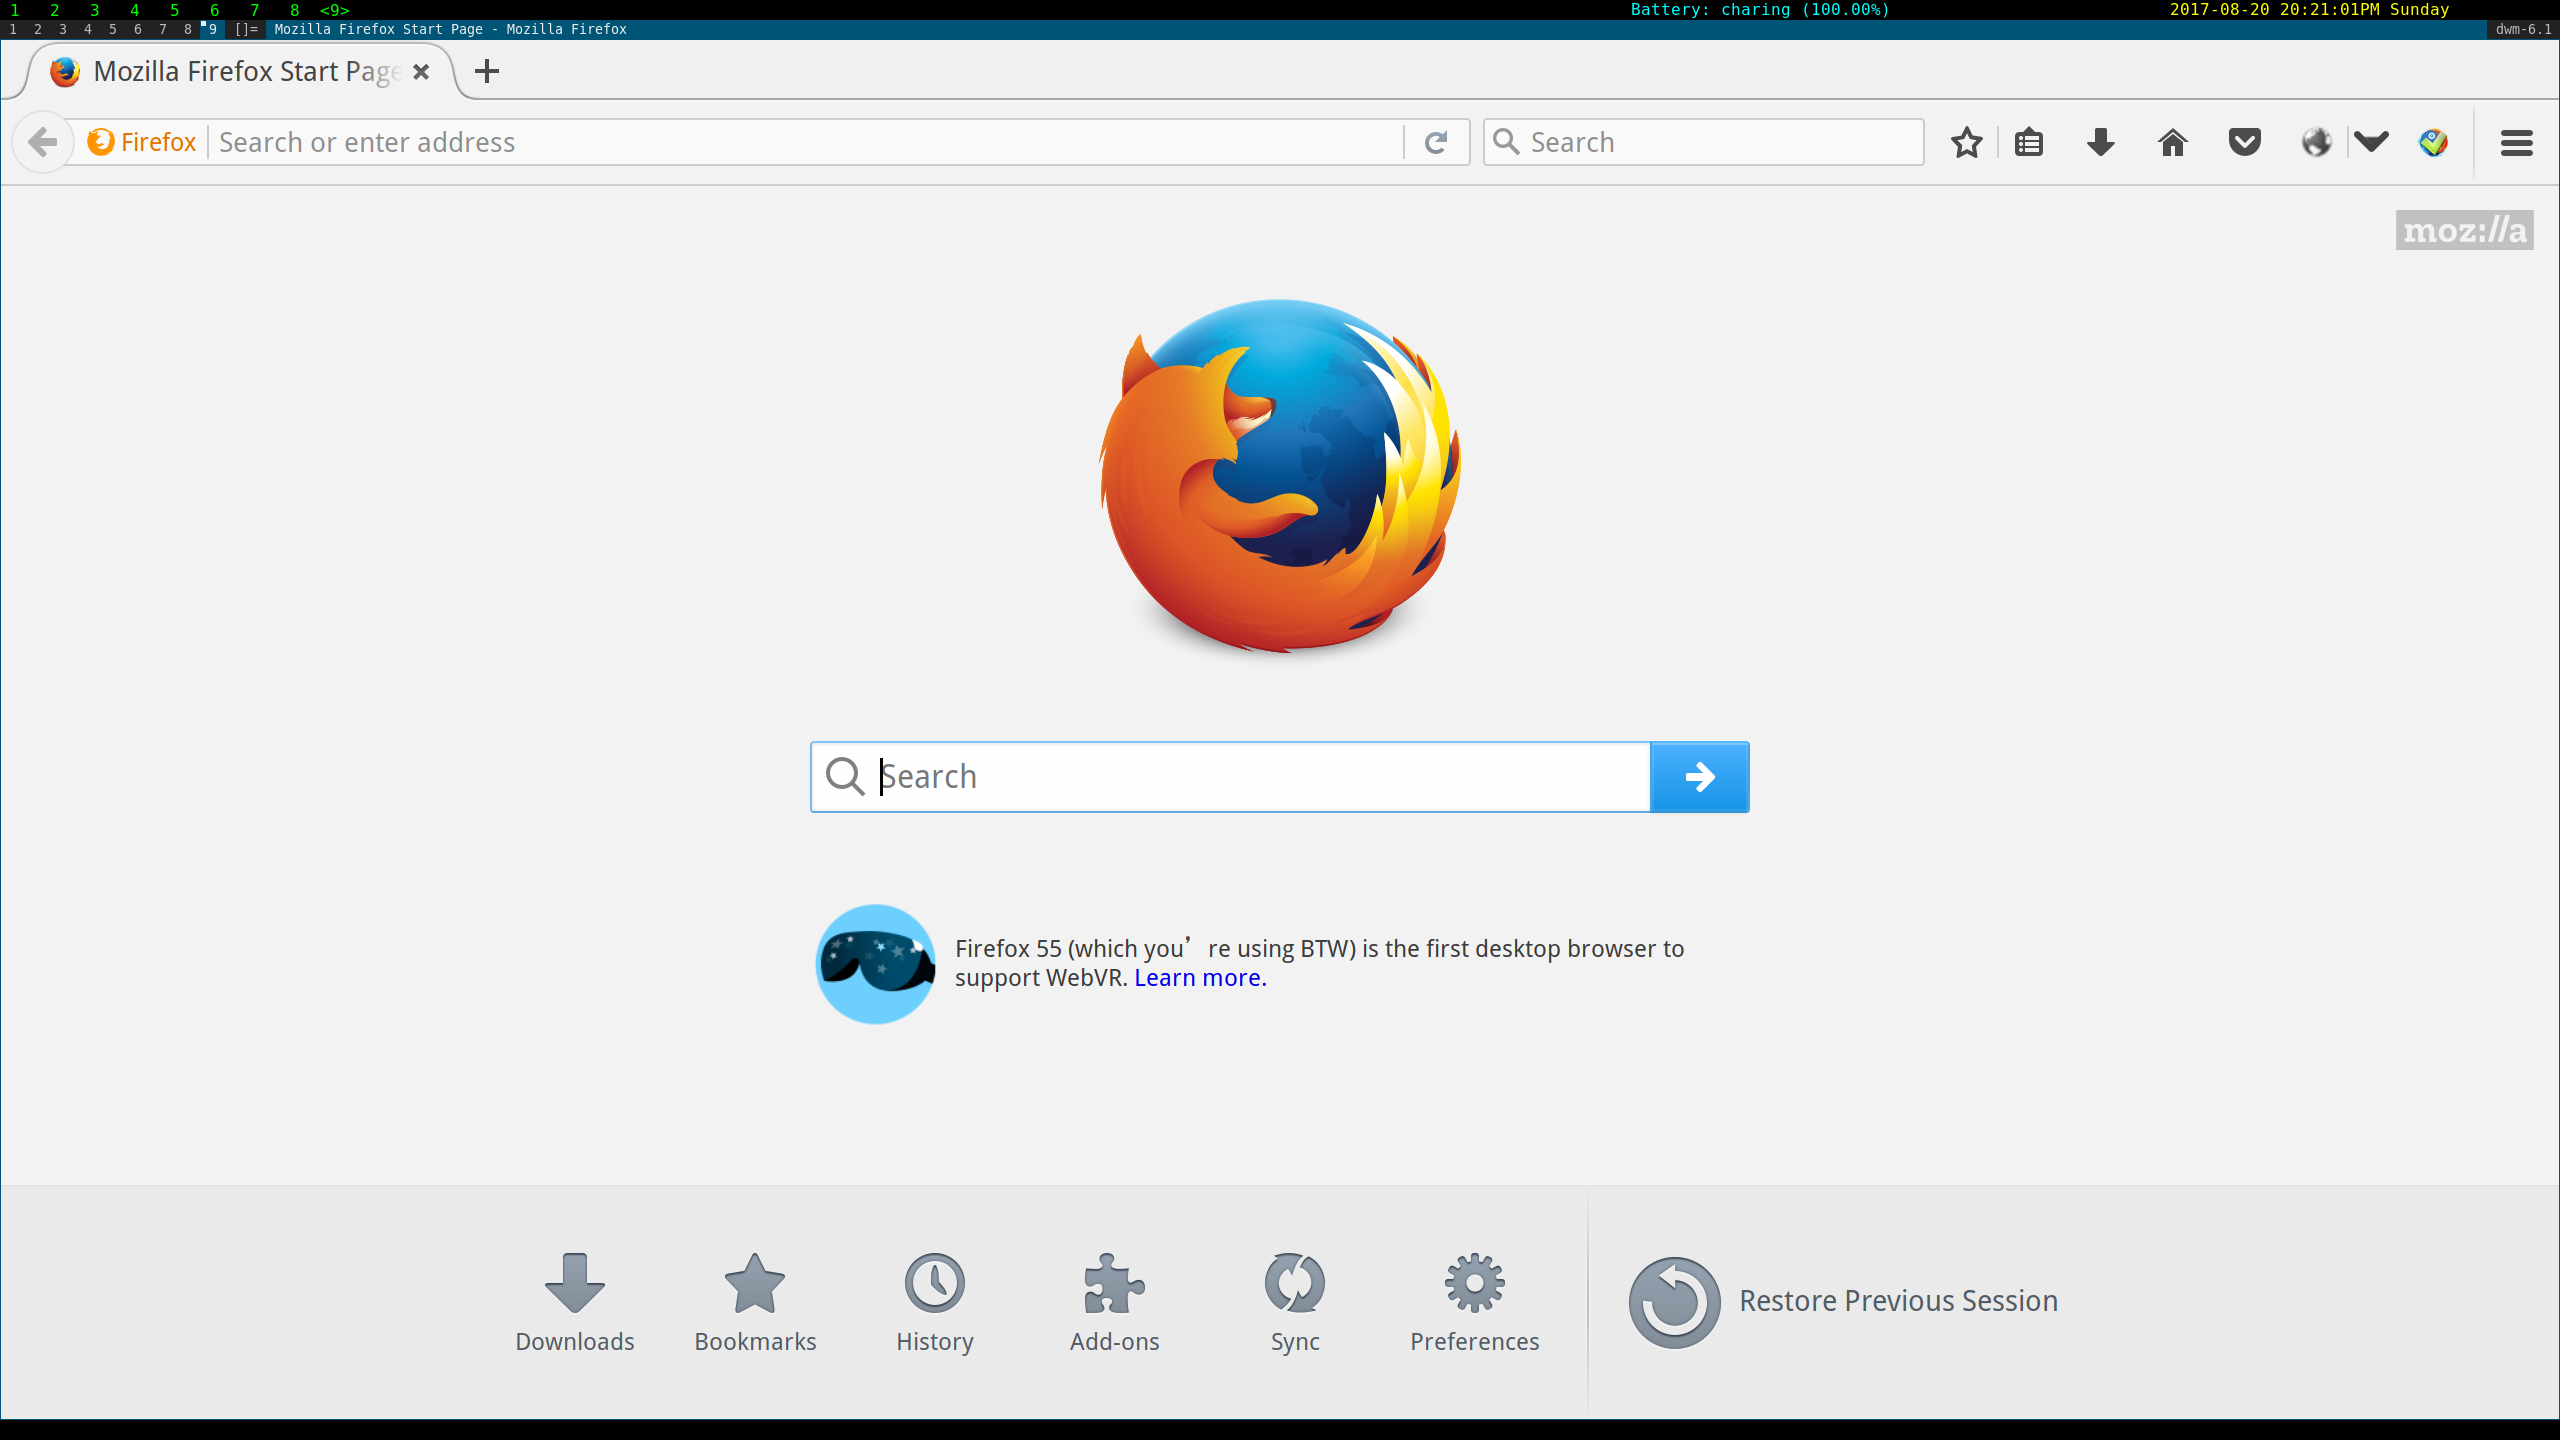 1 2 3 4 5 6 7 8 <9> Battery: charing (100.00%) 2017-08-20 20:21:01PM Sunday
1 2 3 4 5 6 7 8 9 []= Mozilla Firefox Start Page - Mozilla Firefox dwm-6.1
Mozilla Firefox Start Page
Firefox Search or enter address Search
moz://a
Search
Firefox 55 (which you’re using BTW) is the first desktop browser to
support WebVR. Learn more.
Downloads Bookmarks History Add-ons Sync Preferences Restore Previous Session